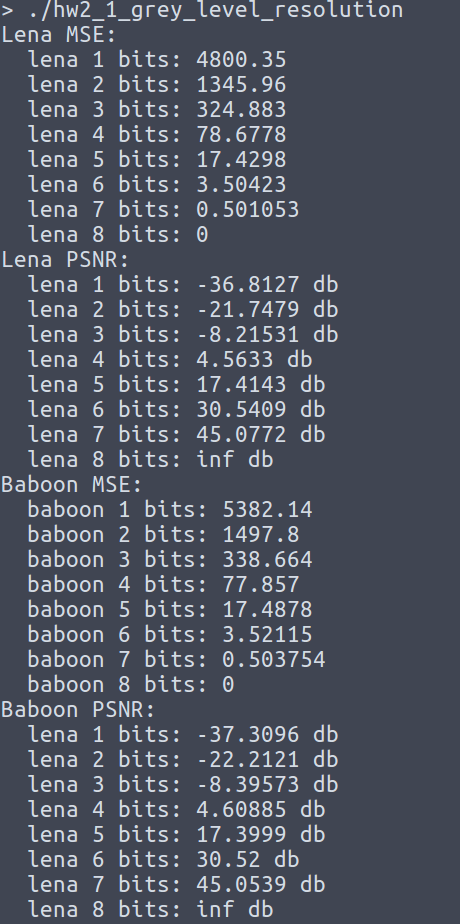 > ./hw2_1_grey_level_resolution
Lena MSE:
  lena 1 bits: 4800.35
  lena 2 bits: 1345.96
  lena 3 bits: 324.883
  lena 4 bits: 78.6778
  lena 5 bits: 17.4298
  lena 6 bits: 3.50423
  lena 7 bits: 0.501053
  lena 8 bits: 0
Lena PSNR:
  lena 1 bits: -36.8127 db
  lena 2 bits: -21.7479 db
  lena 3 bits: -8.21531 db
  lena 4 bits: 4.5633 db
  lena 5 bits: 17.4143 db
  lena 6 bits: 30.5409 db
  lena 7 bits: 45.0772 db
  lena 8 bits: inf db
Baboon MSE:
  baboon 1 bits: 5382.14
  baboon 2 bits: 1497.8
  baboon 3 bits: 338.664
  baboon 4 bits: 77.857
  baboon 5 bits: 17.4878
  baboon 6 bits: 3.52115
  baboon 7 bits: 0.503754
  baboon 8 bits: 0
Baboon PSNR:
  lena 1 bits: -37.3096 db
  lena 2 bits: -22.2121 db
  lena 3 bits: -8.39573 db
  lena 4 bits: 4.60885 db
  lena 5 bits: 17.3999 db
  lena 6 bits: 30.52 db
  lena 7 bits: 45.0539 db
  lena 8 bits: inf db